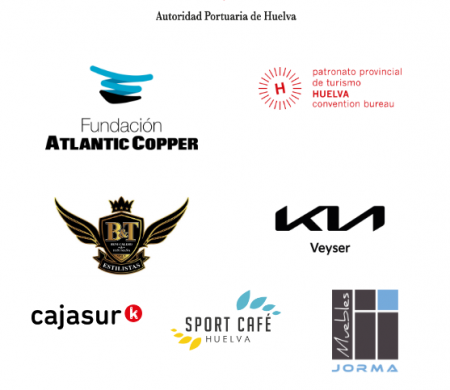 Autoridad Portuaria de Huelva
Fundación
ATLANTIC COPPER
H
patronato provincial
de turismo
HUELVA
convention bureau
B&T
ESTILISTAS
KIA
Veyser
cajasur k
SPORT CAFÉ
HUELVA
Muebles
JORMA